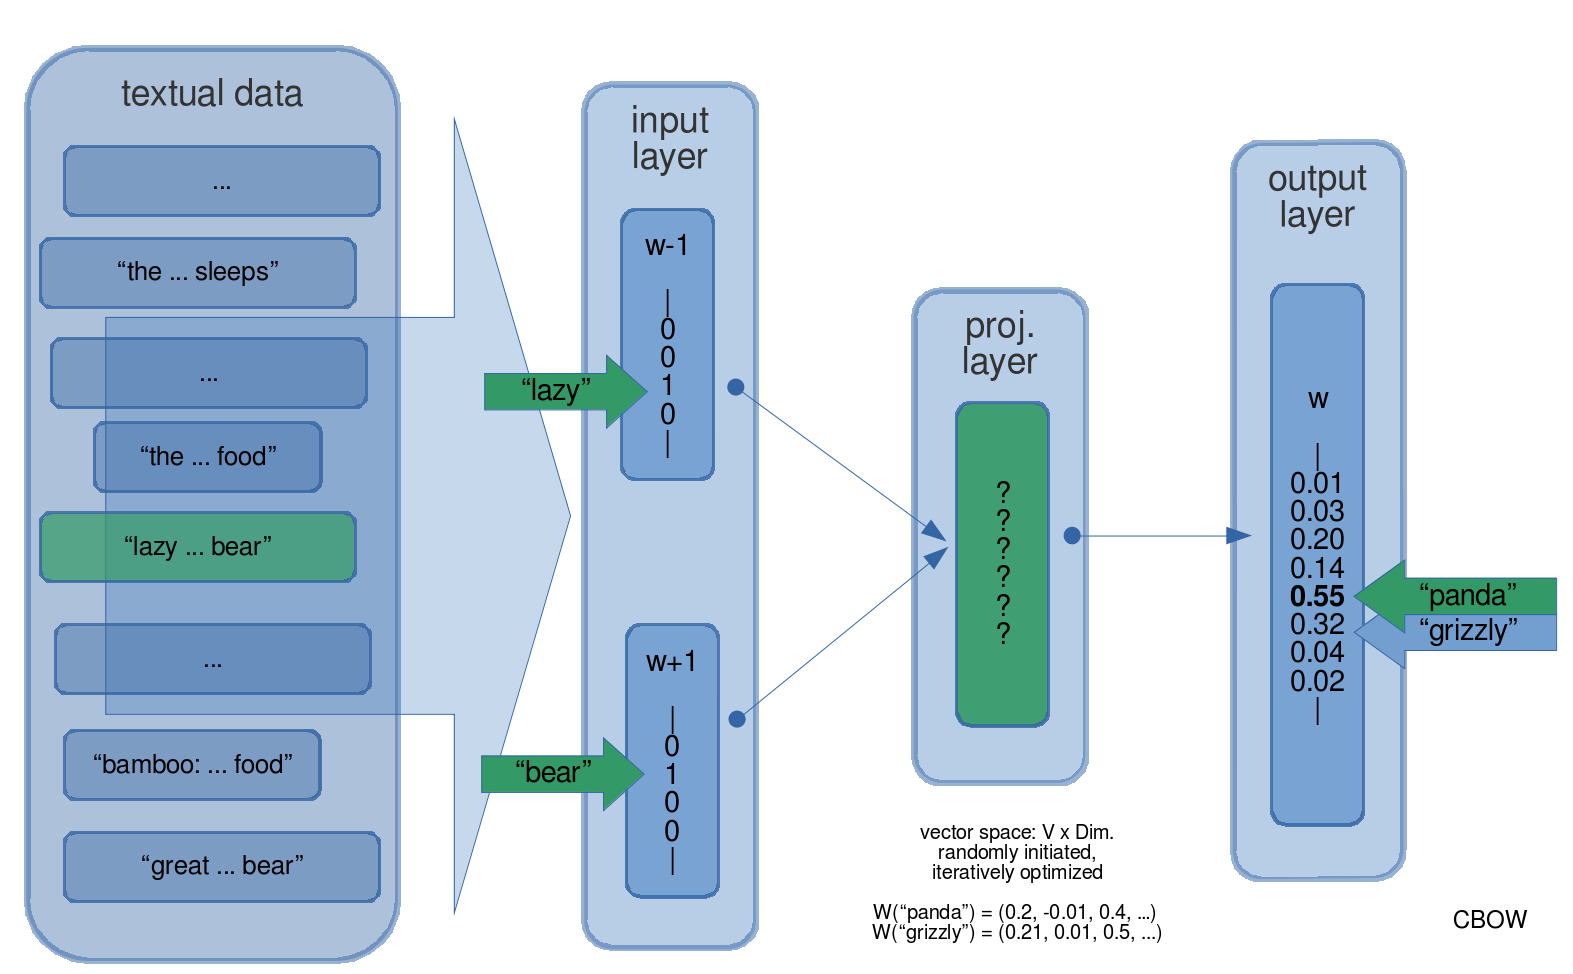 textual data
...
“the ... sleeps”
...
“the ... food”
“lazy ... bear”
...
“bamboo: ... food”
“great ... bear”
input
layer
w-1
|
0
0
1
0
|
“lazy”
w+1
|
0
1
0
0
|
“bear”
proj.
layer
?
?
?
?
?
?
vector space: V x Dim.
randomly initiated,
iteratively optimized
W(“panda”) = (0.2, -0.01, 0.4, ...)
W(“grizzly”) = (0.21, 0.01, 0.5, ...)
output
layer
w
|
0.01
0.03
0.20
0.14
0.55
0.32
0.04
0.02
|
“panda”
“grizzly”
CBOW